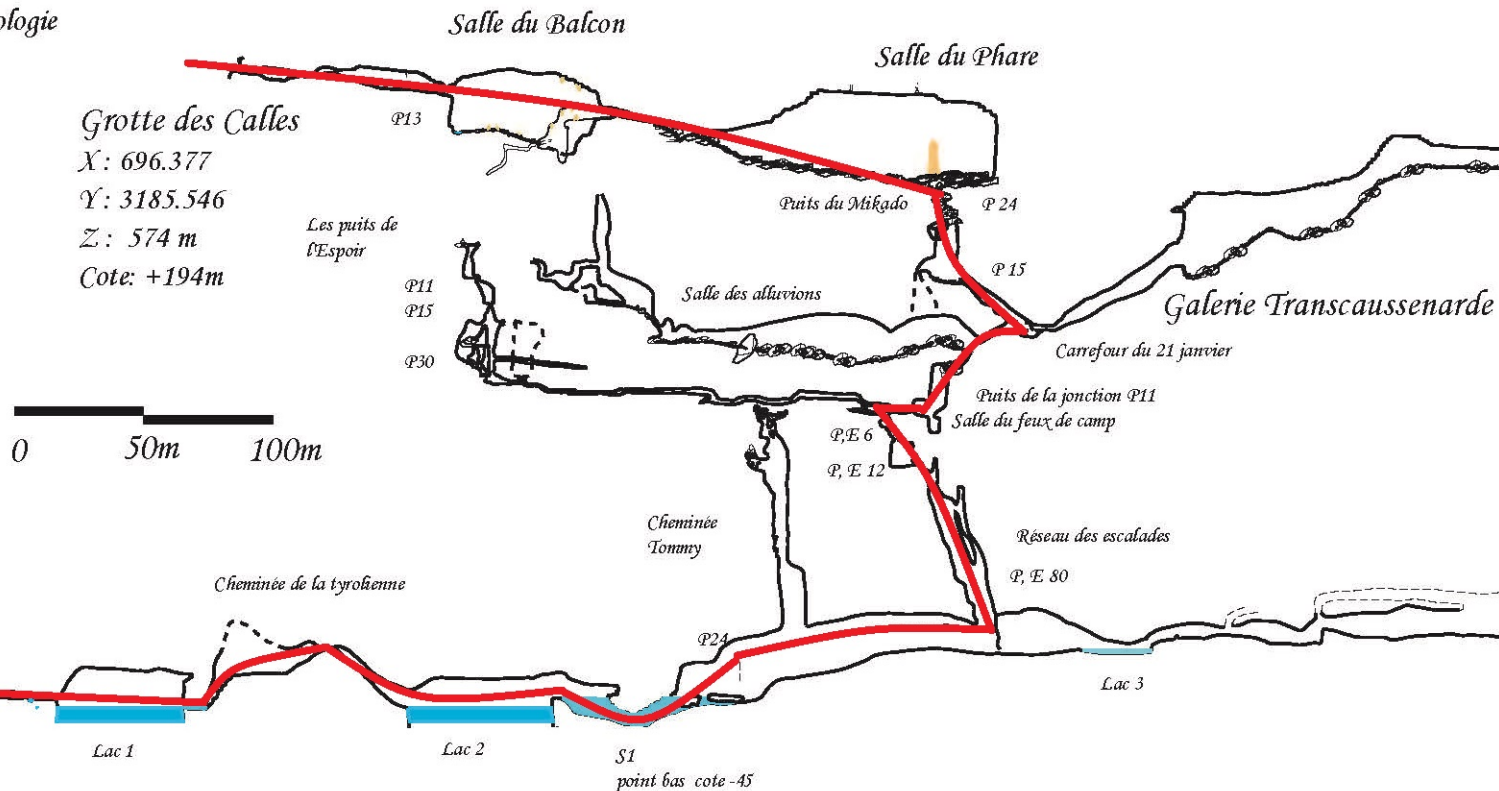 ologie
Salle du Balcon
Salle du Phare
Grotte des Calles
X : 696.377
Y : 3185.546
Z : 574 m
Cote: +194m
P13
Puits du Mikado
P 24
Les puits de
l'Espoir
P11
P15
P30
P 15
Salle des alluvions
Galerie Transcaussenarde
Carrefour du 21 janvier
Puits de la jonction P11
Salle du feux de camp
0
50m
100m
P,E 6
P, E 12
Cheminée
Tommy
Réseau des escalades
P, E 80
Cheminée de la tyrolienne
P24
Lac 3
Lac 1
Lac 2
S1
point bas cote -45